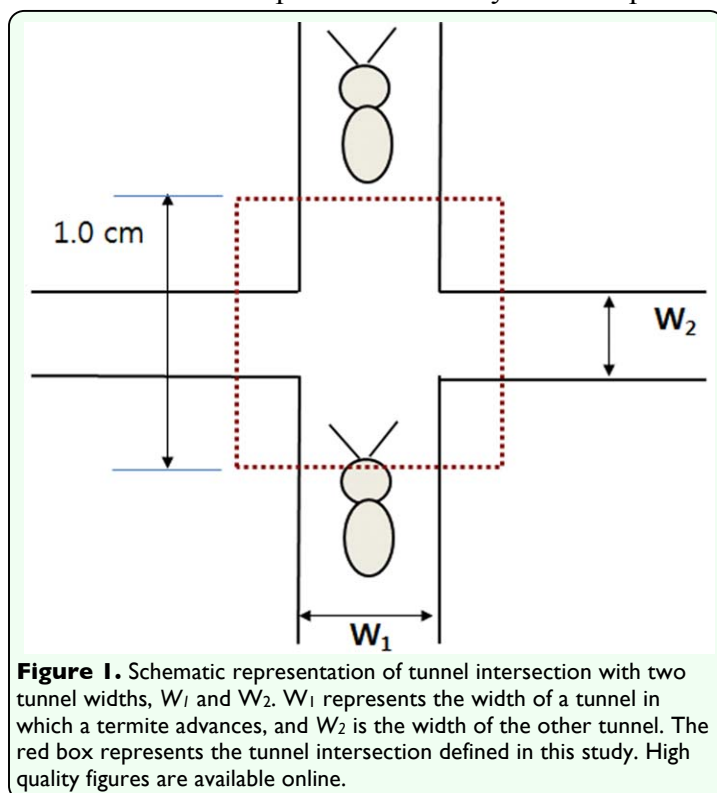 1.0 cm
W₂
W₁
Figure 1. Schematic representation of tunnel intersection with two
tunnel widths, W₁ and W₂. W₁ represents the width of a tunnel in
which a termite advances, and W₂ is the width of the other tunnel. The
red box represents the tunnel intersection defined in this study. High
quality figures are available online.